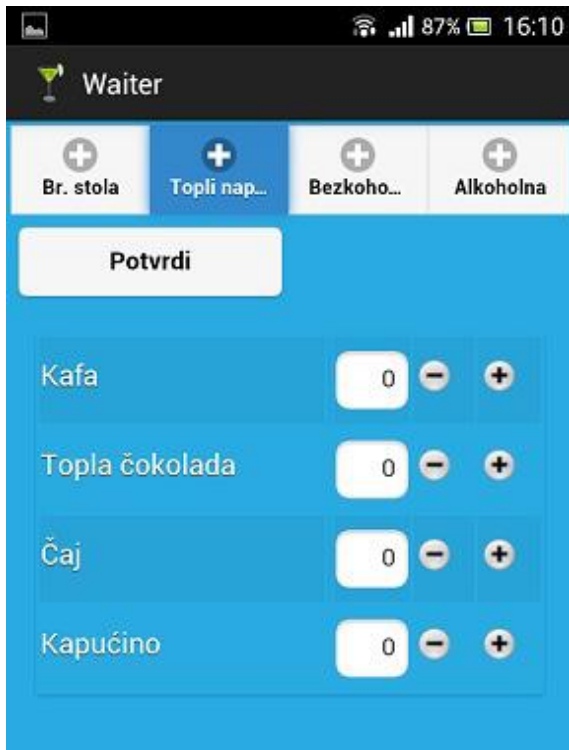 87% 16:10
Waiter
Br. stola Topli nap... Bezkoho... Alkoholna
Potvrdi
Kafa 0
Topla čokolada 0
Čaj 0
Kapućino 0